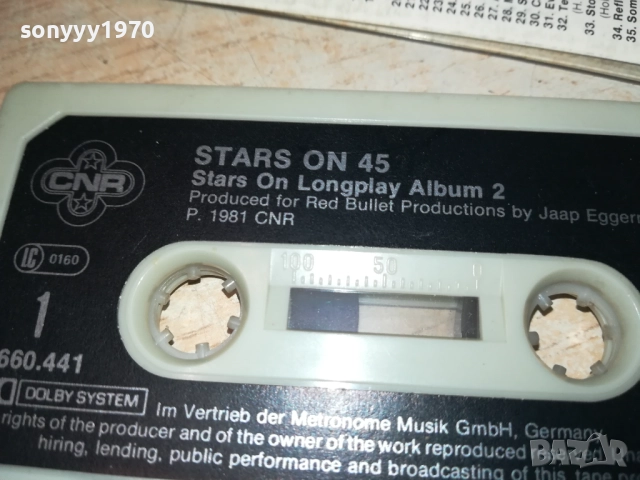 sonyyy1970
STARS ON 45
Stars On Longplay Album 2
Produced for Red Bullet Productions by Jaap Eggerm
P. 1981 CNR
CNR
LC 0160
100 50 0
1
660.441
DOLBY SYSTEM
Im Vertrieb der Metronome Musik GmbH, Germany
rights of the producer and of the owner of the work reproduced
hiring, lending, public performance and broadcasting of this tape
BAZAR